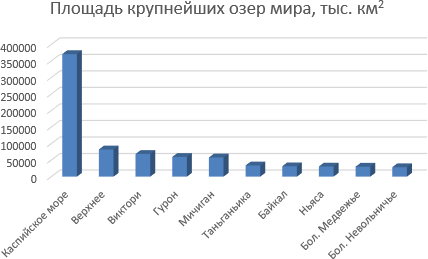 Площадь крупнейших озер мира, тыс. км²
400000
350000
300000
250000
200000
150000
100000
50000
0
Каспийское море
Верхнее
Виктори
Гурон
Мичиган
Таньганьика
Байкал
Ньяса
Бол. Медвежье
Бол. Невольничье